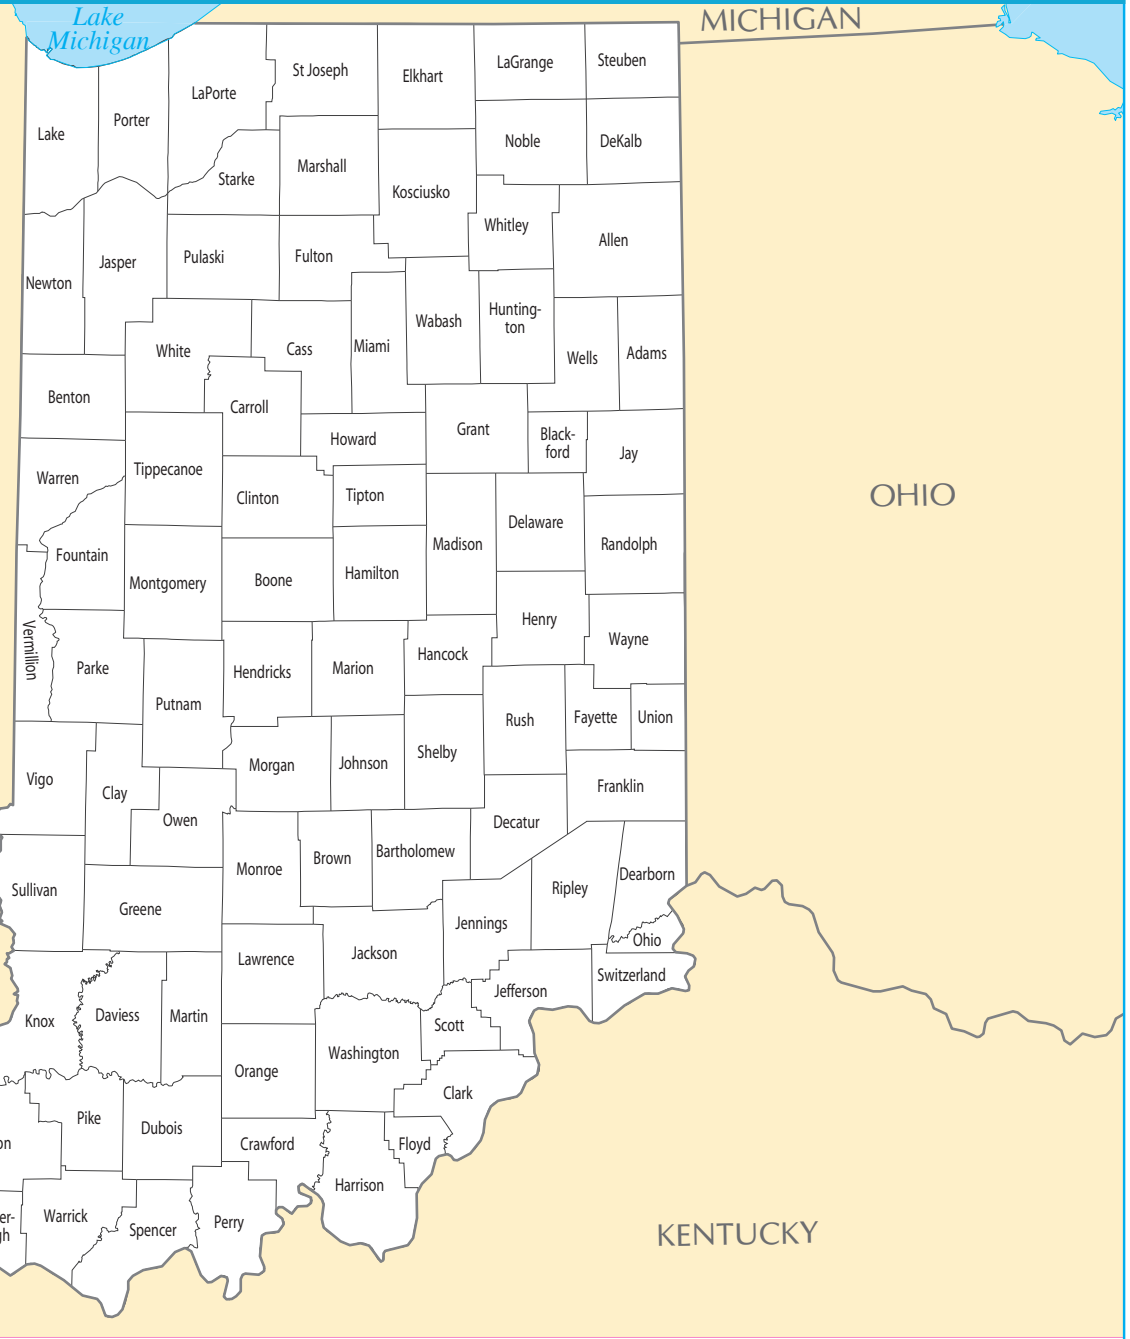 Lake
Michigan
MICHIGAN
St Joseph
Elkhart
LaGrange
Steuben
LaPorte
Lake
Porter
Noble
DeKalb
Starke
Marshall
Kosciusko
Whitley
Allen
Newton
Jasper
Pulaski
Fulton
White
Cass
Miami
Wabash
Hunting-
ton
Wells
Adams
Benton
Carroll
Howard
Grant
Black-
ford
Jay
Warren
Tippecanoe
Clinton
Tipton
OHIO
Fountain
Montgomery
Boone
Hamilton
Madison
Delaware
Randolph
Vermillion
Parke
Putnam
Hendricks
Marion
Hancock
Henry
Wayne
Rush
Fayette
Union
Vigo
Clay
Owen
Morgan
Johnson
Shelby
Franklin
Decatur
Sullivan
Greene
Monroe
Brown
Bartholomew
Ripley
Dearborn
Jennings
Ohio
Lawrence
Jackson
Jefferson
Switzerland
Knox
Daviess
Martin
Scott
Orange
Washington
Clark
on
Pike
Dubois
Crawford
Floyd
Harrison
er-
gh
Warrick
Spencer
Perry
KENTUCKY